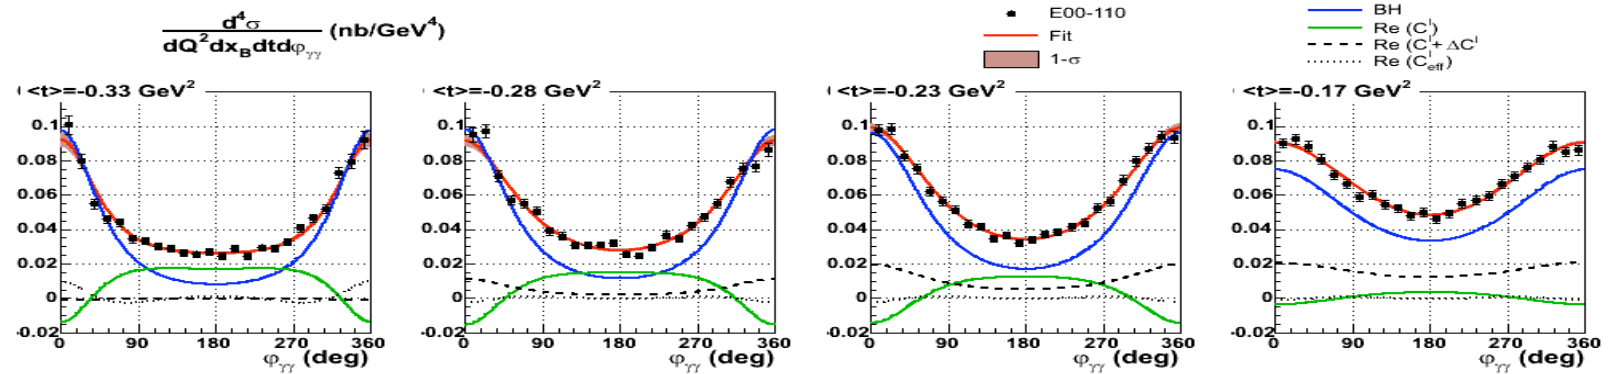 d⁴σ
dQ²dx_Bdtdφ_γγ (nb/GeV⁴)
E00-110
Fit
1-σ
BH
Re (C^I)
Re (C^I + ΔC^I)
Re (C^I_eff)
<t>=-0.33 GeV²
<t>=-0.28 GeV²
<t>=-0.23 GeV²
<t>=-0.17 GeV²
0.1 0.1 0.1 0.1
0.08 0.08 0.08 0.08
0.06 0.06 0.06 0.06
0.04 0.04 0.04 0.04
0.02 0.02 0.02 0.02
0 0 0 0
-0.02 -0.02 -0.02 -0.02
0 90 180 270 360 0 90 180 270 360 0 90 180 270 360 0 90 180 270 360
φ_γγ (deg) φ_γγ (deg) φ_γγ (deg) φ_γγ (deg)